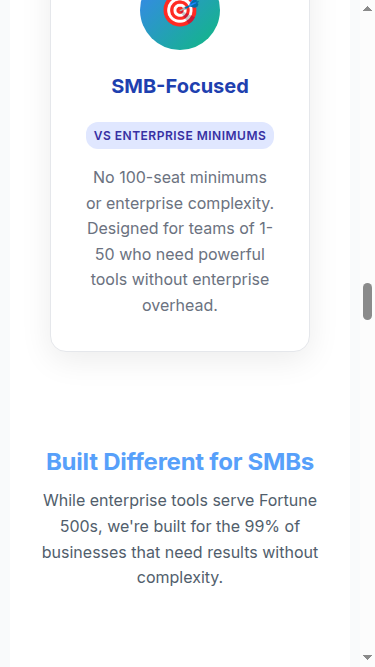 SMB-Focused
VS ENTERPRISE MINIMUMS
No 100-seat minimums
or enterprise complexity.
Designed for teams of 1-
50 who need powerful
tools without enterprise
overhead.
Built Different for SMBs
While enterprise tools serve Fortune
500s, we're built for the 99% of
businesses that need results without
complexity.